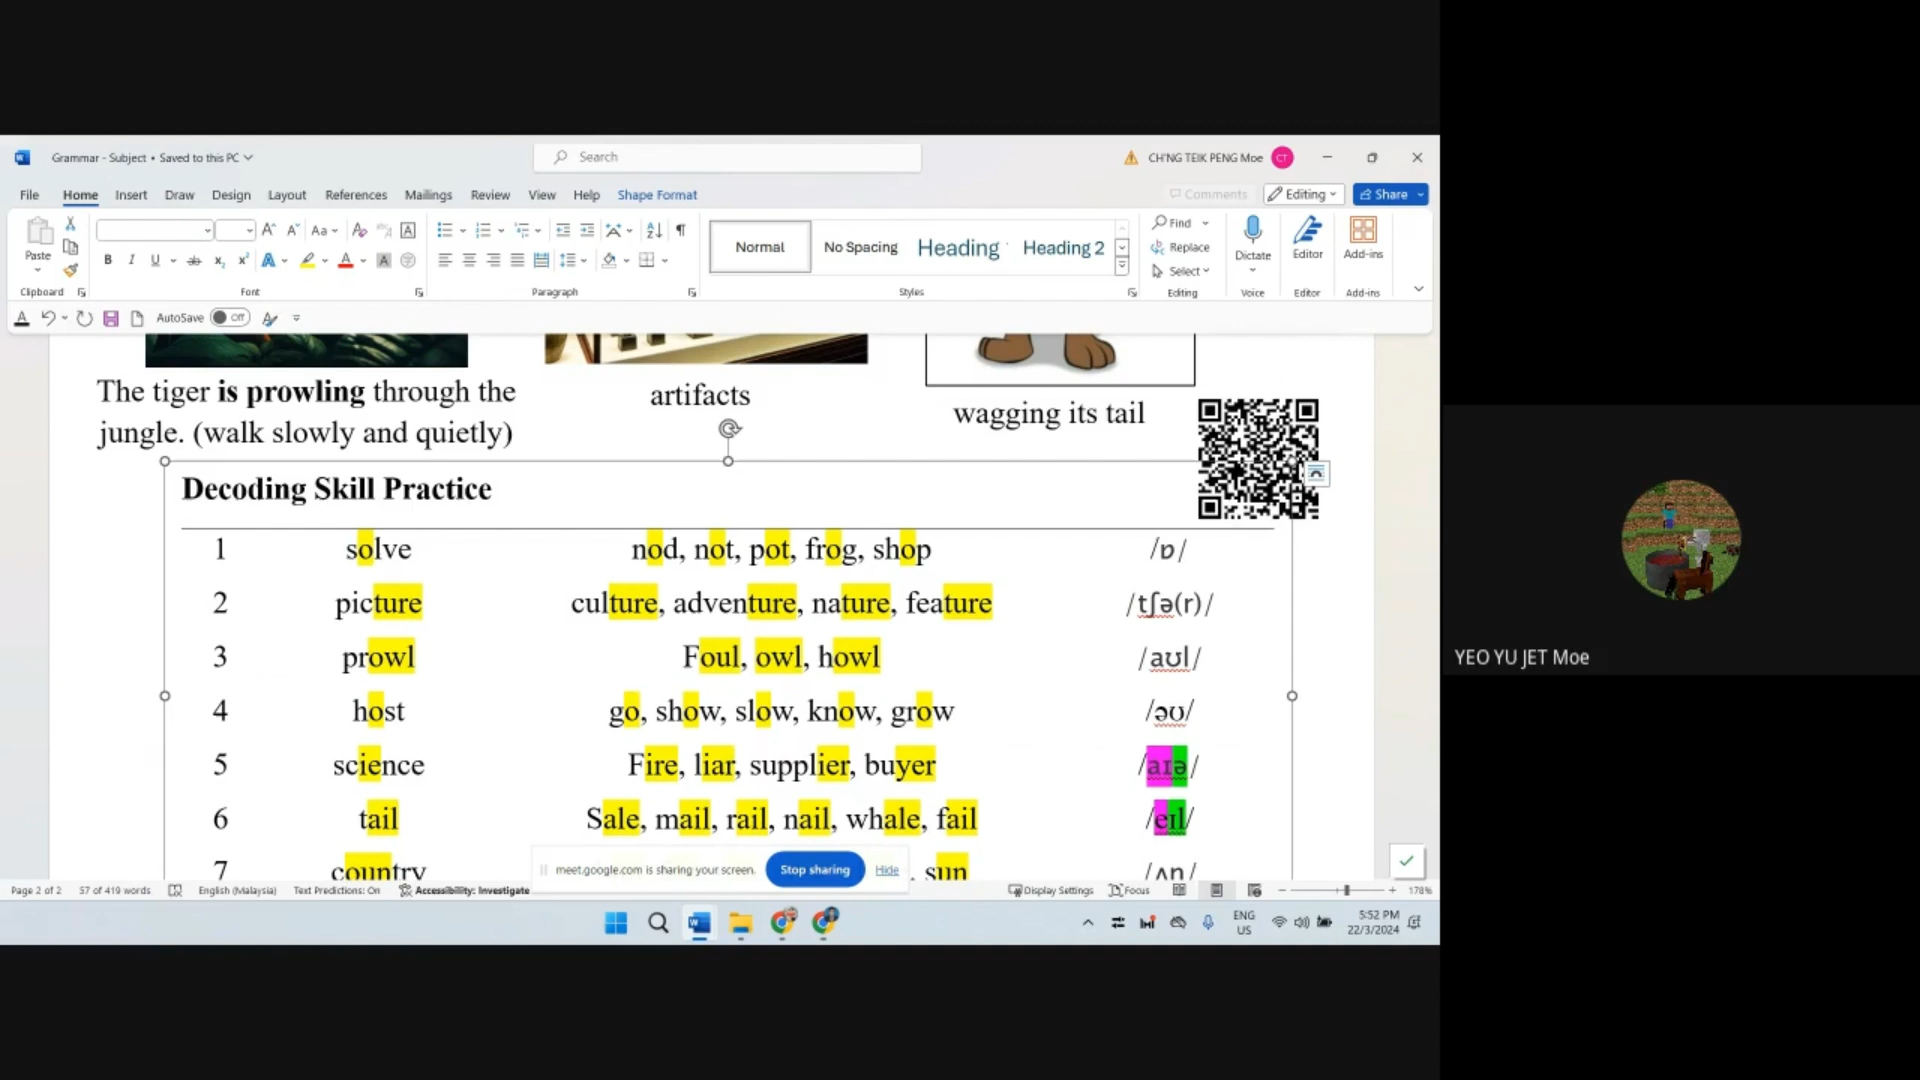 Grammar - Subject • Saved to this PC
Search
CH'NG TEIK PENG Moe
CT
File Home Insert Draw Design Layout References Mailings Review View Help Shape Format
Comments Editing Share
Paste
Aa
B I U ab x₂ x² A A A
Normal No Spacing Heading Heading 2
Find
Replace
Select
Dictate
Editor
Add-ins
Clipboard Font Paragraph Styles Editing Voice Editor Add-ins
AutoSave Off
The tiger is prowling through the
jungle. (walk slowly and quietly)
artifacts
wagging its tail
Decoding Skill Practice
1 solve nod, not, pot, frog, shop /ɒ/
2 picture culture, adventure, nature, feature /tʃə(r)/
3 prowl Foul, owl, howl /aʊl/
4 host go, show, slow, know, grow /əʊ/
5 science Fire, liar, supplier, buyer /aɪə/
6 tail Sale, mail, rail, nail, whale, fail /eɪl/
7 country , sun /ʌn/
meet.google.com is sharing your screen. Stop sharing Hide
Page 2 of 2 57 of 419 words English (Malaysia) Text Predictions: On Accessibility: Investigate Display Settings Focus 178%
ENG
US
5:52 PM
22/3/2024
YEO YU JET Moe